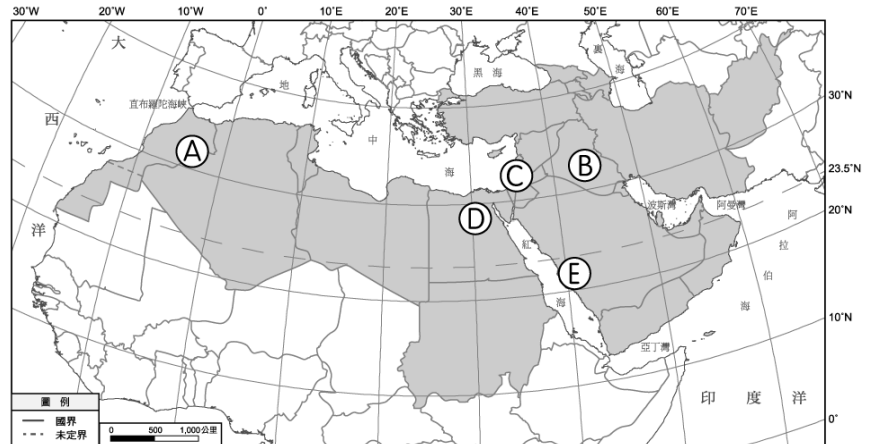 30°W 20°W 10°W 0° 10°E 20°E 30°E 40°E 50°E 60°E 70°E
大
西
洋
直布羅陀海峽
地
中
海
黑 海
裏
海
30°N
23.5°N
20°N
10°N
0°
A
B
C
D
E
波斯灣
阿曼灣
紅
海
阿
拉
伯
海
亞丁灣
印 度 洋
圖 例
國界
未定界
0 500 1,000公里